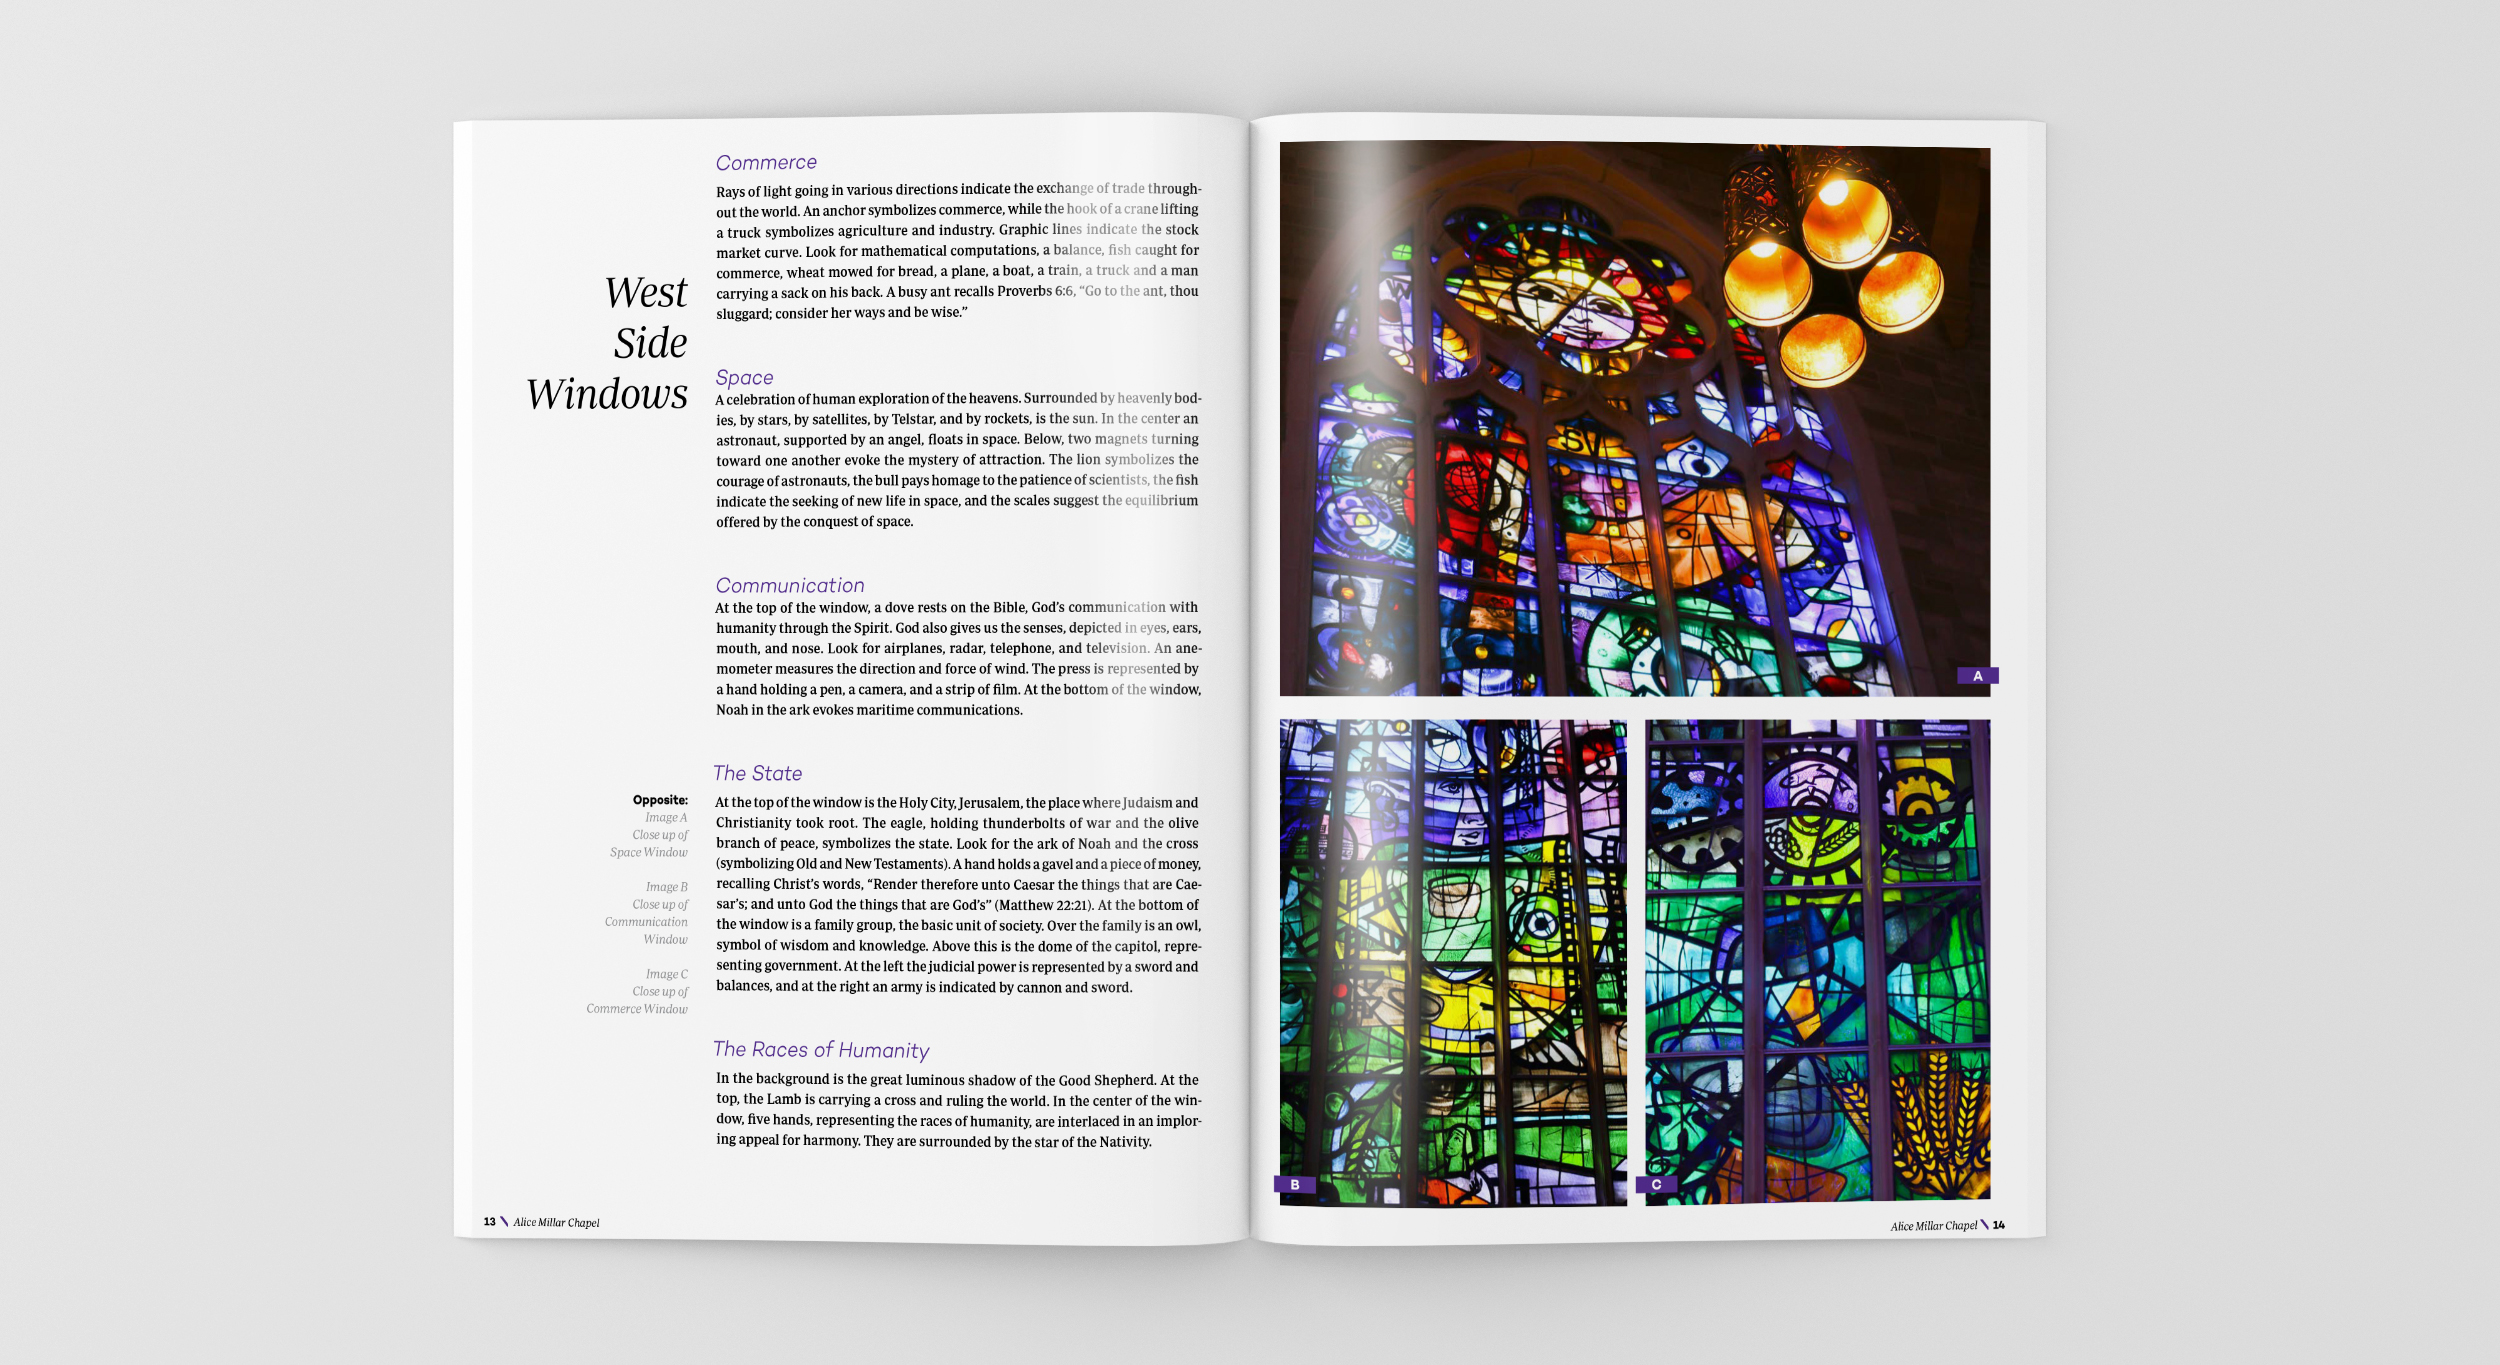 West
Side
Windows
Commerce
Rays of light going in various directions indicate the exchange of trade through-
out the world. An anchor symbolizes commerce, while the hook of a crane lifting
a truck symbolizes agriculture and industry. Graphic lines indicate the stock
market curve. Look for mathematical computations, a balance, fish caught for
commerce, wheat mowed for bread, a plane, a boat, a train, a truck and a man
carrying a sack on his back. A busy ant recalls Proverbs 6:6, “Go to the ant, thou
sluggard; consider her ways and be wise.”
Space
A celebration of human exploration of the heavens. Surrounded by heavenly bod-
ies, by stars, by satellites, by Telstar, and by rockets, is the sun. In the center an
astronaut, supported by an angel, floats in space. Below, two magnets turning
toward one another evoke the mystery of attraction. The lion symbolizes the
courage of astronauts, the bull pays homage to the patience of scientists, the fish
indicate the seeking of new life in space, and the scales suggest the equilibrium
offered by the conquest of space.
Communication
At the top of the window, a dove rests on the Bible, God’s communication with
humanity through the Spirit. God also gives us the senses, depicted in eyes, ears,
mouth, and nose. Look for airplanes, radar, telephone, and television. An ane-
mometer measures the direction and force of wind. The press is represented by
a hand holding a pen, a camera, and a strip of film. At the bottom of the window,
Noah in the ark evokes maritime communications.
The State
At the top of the window is the Holy City, Jerusalem, the place where Judaism and
Christianity took root. The eagle, holding thunderbolts of war and the olive
branch of peace, symbolizes the state. Look for the ark of Noah and the cross
(symbolizing Old and New Testaments). A hand holds a gavel and a piece of money,
recalling Christ’s words, “Render therefore unto Caesar the things that are Cae-
sar’s; and unto God the things that are God’s” (Matthew 22:21). At the bottom of
the window is a family group, the basic unit of society. Over the family is an owl,
symbol of wisdom and knowledge. Above this is the dome of the capitol, repre-
senting government. At the left the judicial power is represented by a sword and
balances, and at the right an army is indicated by cannon and sword.
The Races of Humanity
In the background is the great luminous shadow of the Good Shepherd. At the
top, the Lamb is carrying a cross and ruling the world. In the center of the win-
dow, five hands, representing the races of humanity, are interlaced in an implor-
ing appeal for harmony. They are surrounded by the star of the Nativity.
Opposite:
Image A
Close up of
Space Window
Image B
Close up of
Communication
Window
Image C
Close up of
Commerce Window
13 \ Alice Millar Chapel
A
B
C
Alice Millar Chapel \ 14